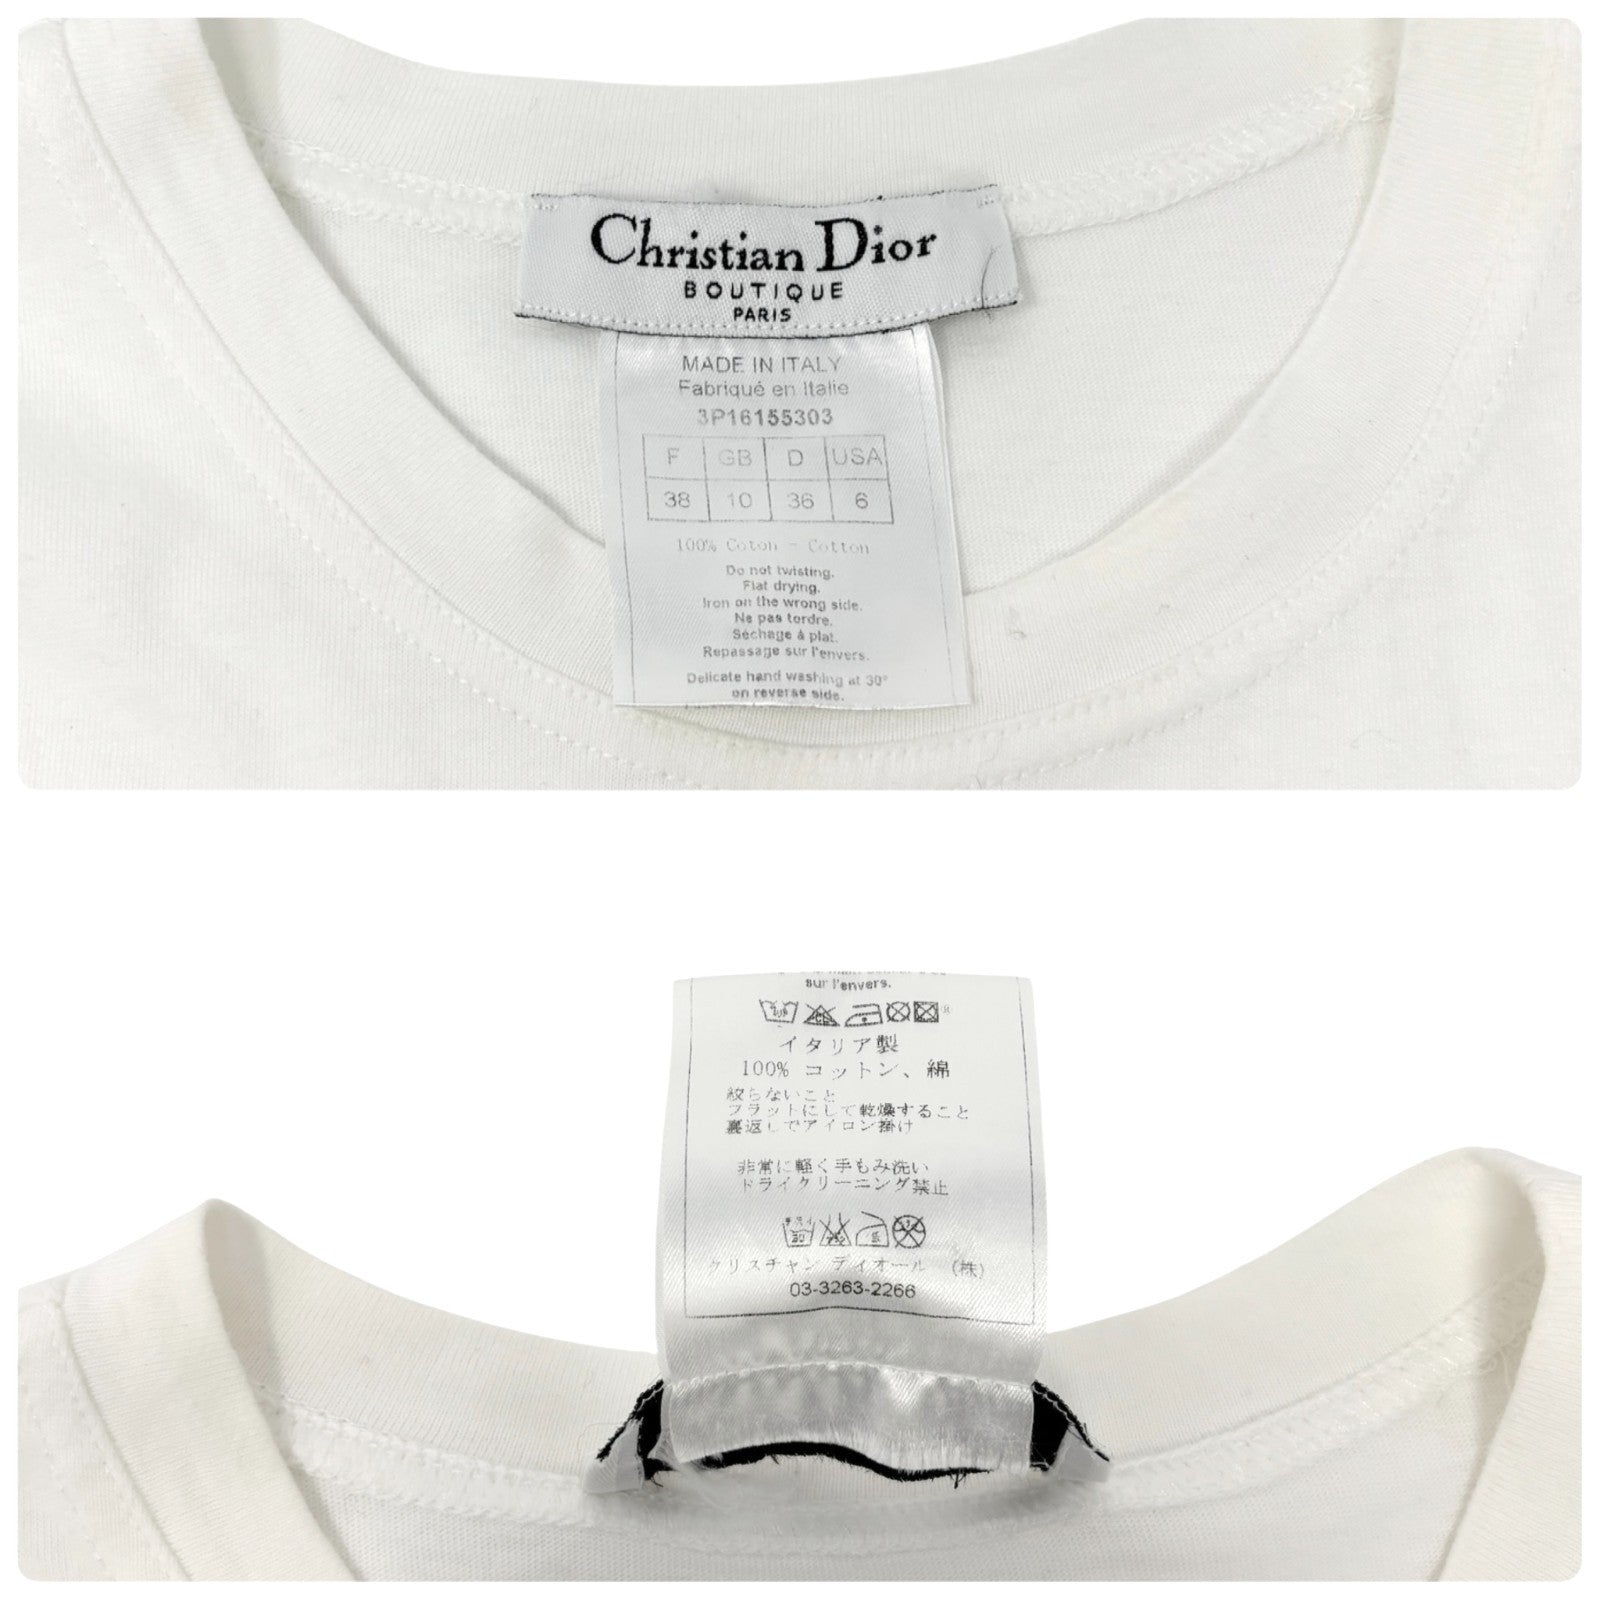 Christian Dior
BOUTIQUE
PARIS
MADE IN ITALY
Fabriqué en Italie
3P16155303
F GB D USA
38 10 36 6
100% Coton - Cotton
Do not twisting.
Flat drying.
Iron on the wrong side.
Ne pas tordre.
Séchage à plat.
Repassage sur l'envers.
Delicate hand washing at 30°
on reverse side.
sur l'envers.
イタリア製
100% コットン、綿
絞らないこと
フラットにして乾燥すること
裏返しでアイロン掛け
非常に軽く手もみ洗い
ドライクリーニング禁止
クリスチャン ディオール (株)
03-3263-2266